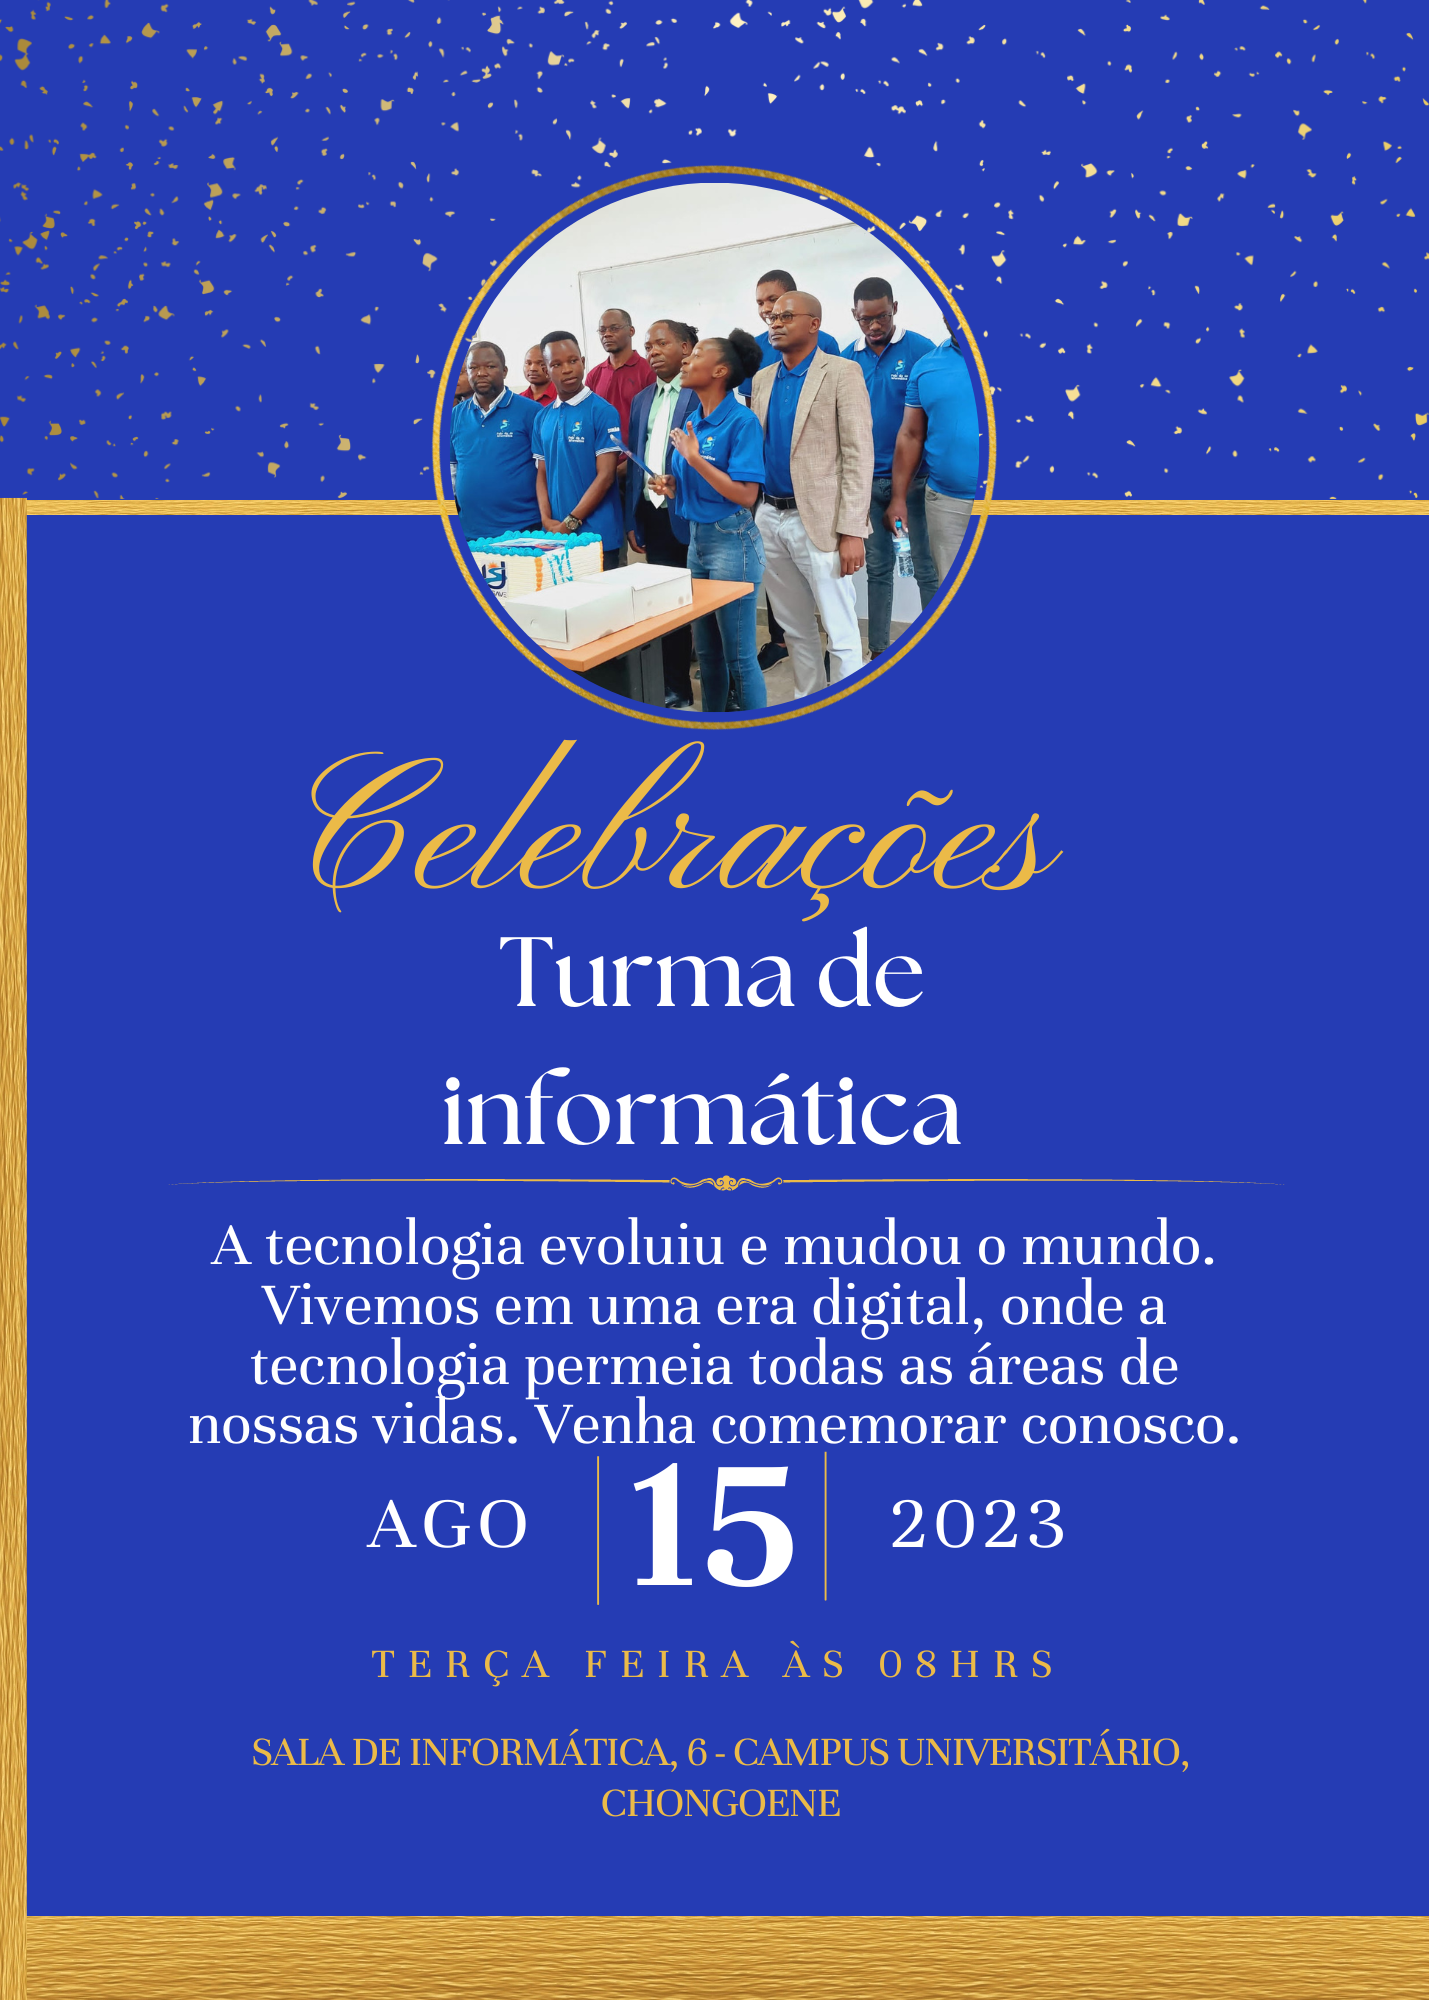 Celebrações
Turma de
informática
A tecnologia evoluiu e mudou o mundo.
Vivemos em uma era digital, onde a
tecnologia permeia todas as áreas de
nossas vidas. Venha comemorar conosco.
AGO 15 2023
TERÇA FEIRA ÀS 08HRS
SALA DE INFORMÁTICA, 6 - CAMPUS UNIVERSITÁRIO,
CHONGOENE